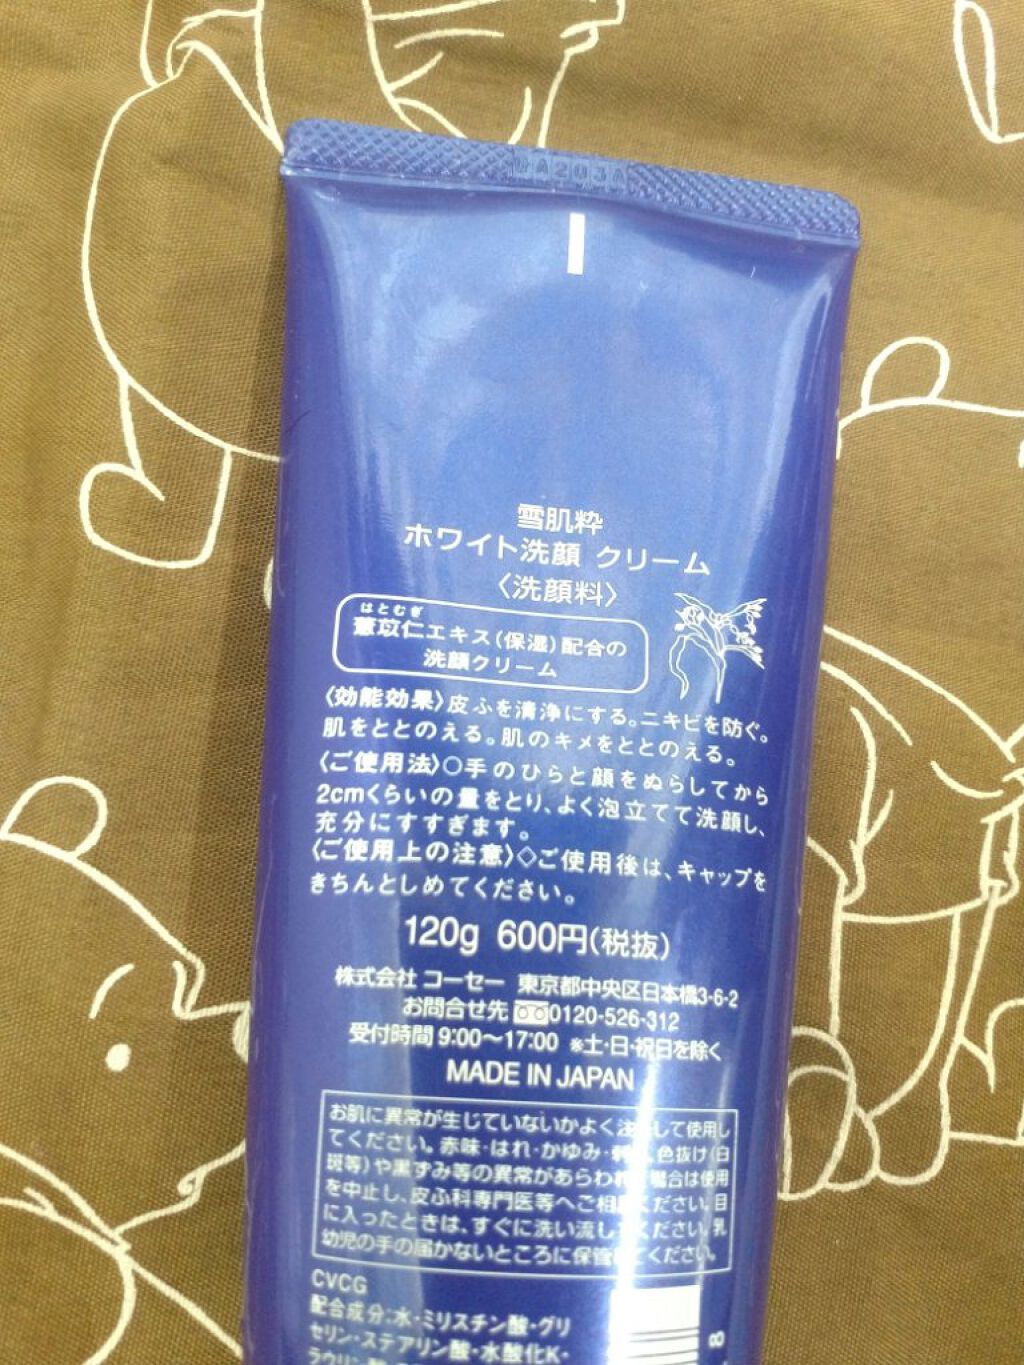 A203A
雪肌粋
ホワイト洗顔 クリーム
〈洗顔料〉
はとむぎ
薏苡仁エキス(保湿)配合の
洗顔クリーム
〈効能効果〉皮ふを清浄にする。ニキビを防ぐ。
肌をととのえる。肌のキメをととのえる。
〈ご使用法〉○手のひらと顔をぬらしてから
2cmくらいの量をとり、よく泡立てて洗顔し、
充分にすすぎます。
〈ご使用上の注意〉◇ご使用後は、キャップを
きちんとしめてください。
120g 600円(税抜)
株式会社 コーセー 東京都中央区日本橋3-6-2
お問合せ先 0120-526-312
受付時間 9:00〜17:00 ※土・日・祝日を除く
MADE IN JAPAN
お肌に異常が生じていないかよく注 して使用し
てください。赤味・はれ・かゆみ・ 、色抜け(白
斑等)や黒ずみ等の異常があらわれ 場合は使用
を中止し、皮ふ科専門医等へご相 ください。目
に入ったときは、すぐに洗い流し ください。乳
幼児の手の届かないところに保管 てください。
CVCG
配合成分:水・ミリスチン酸・グリ
セリン・ステアリン酸・水酸化K・
ラウリン酸
8